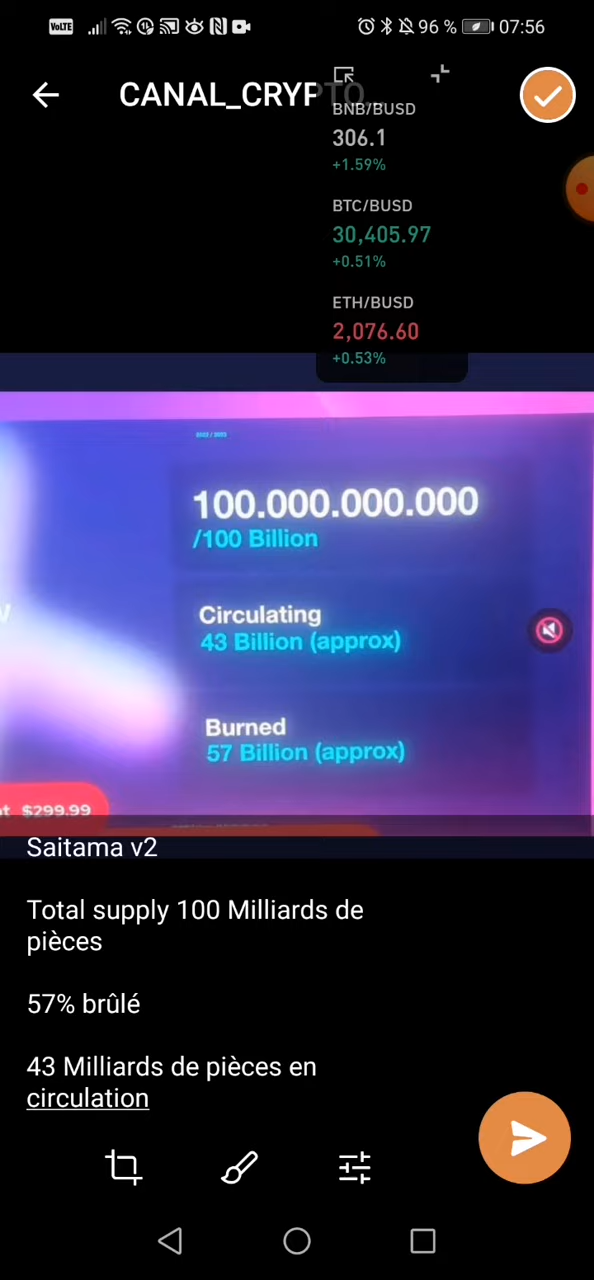 VoLTE 96 % 07:56
CANAL_CRYPTO...
BNB/BUSD
306.1
+1.59%
BTC/BUSD
30,405.97
+0.51%
ETH/BUSD
2,076.60
+0.53%
100.000.000.000
/100 Billion
Circulating
43 Billion (approx)
Burned
57 Billion (approx)
$299.99
Saitama v2
Total supply 100 Milliards de
pièces
57% brûlé
43 Milliards de pièces en
circulation